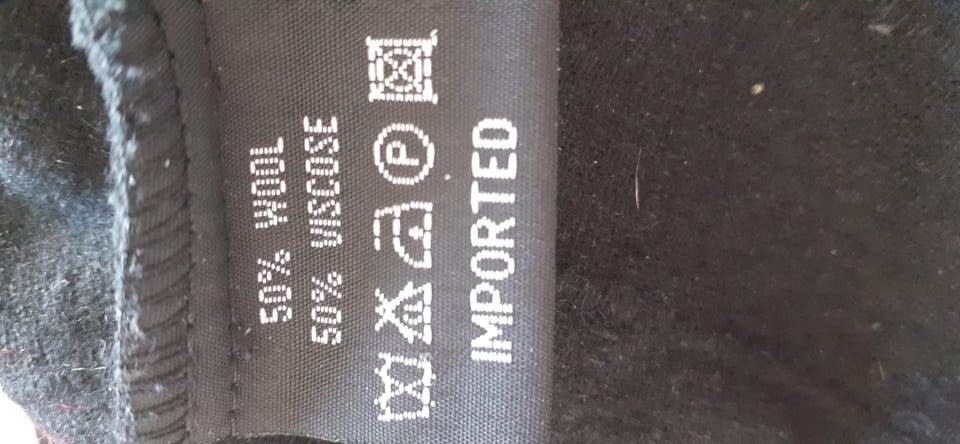 50% WOOL
50% VISCOSE
P
IMPORTED